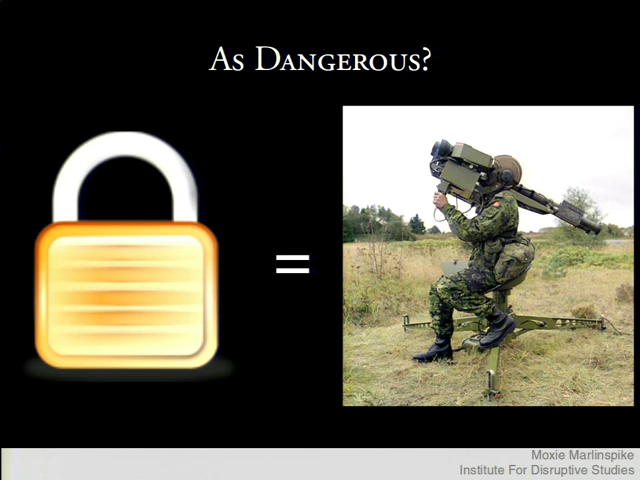 As Dangerous?
=
Moxie Marlinspike
Institute For Disruptive Studies